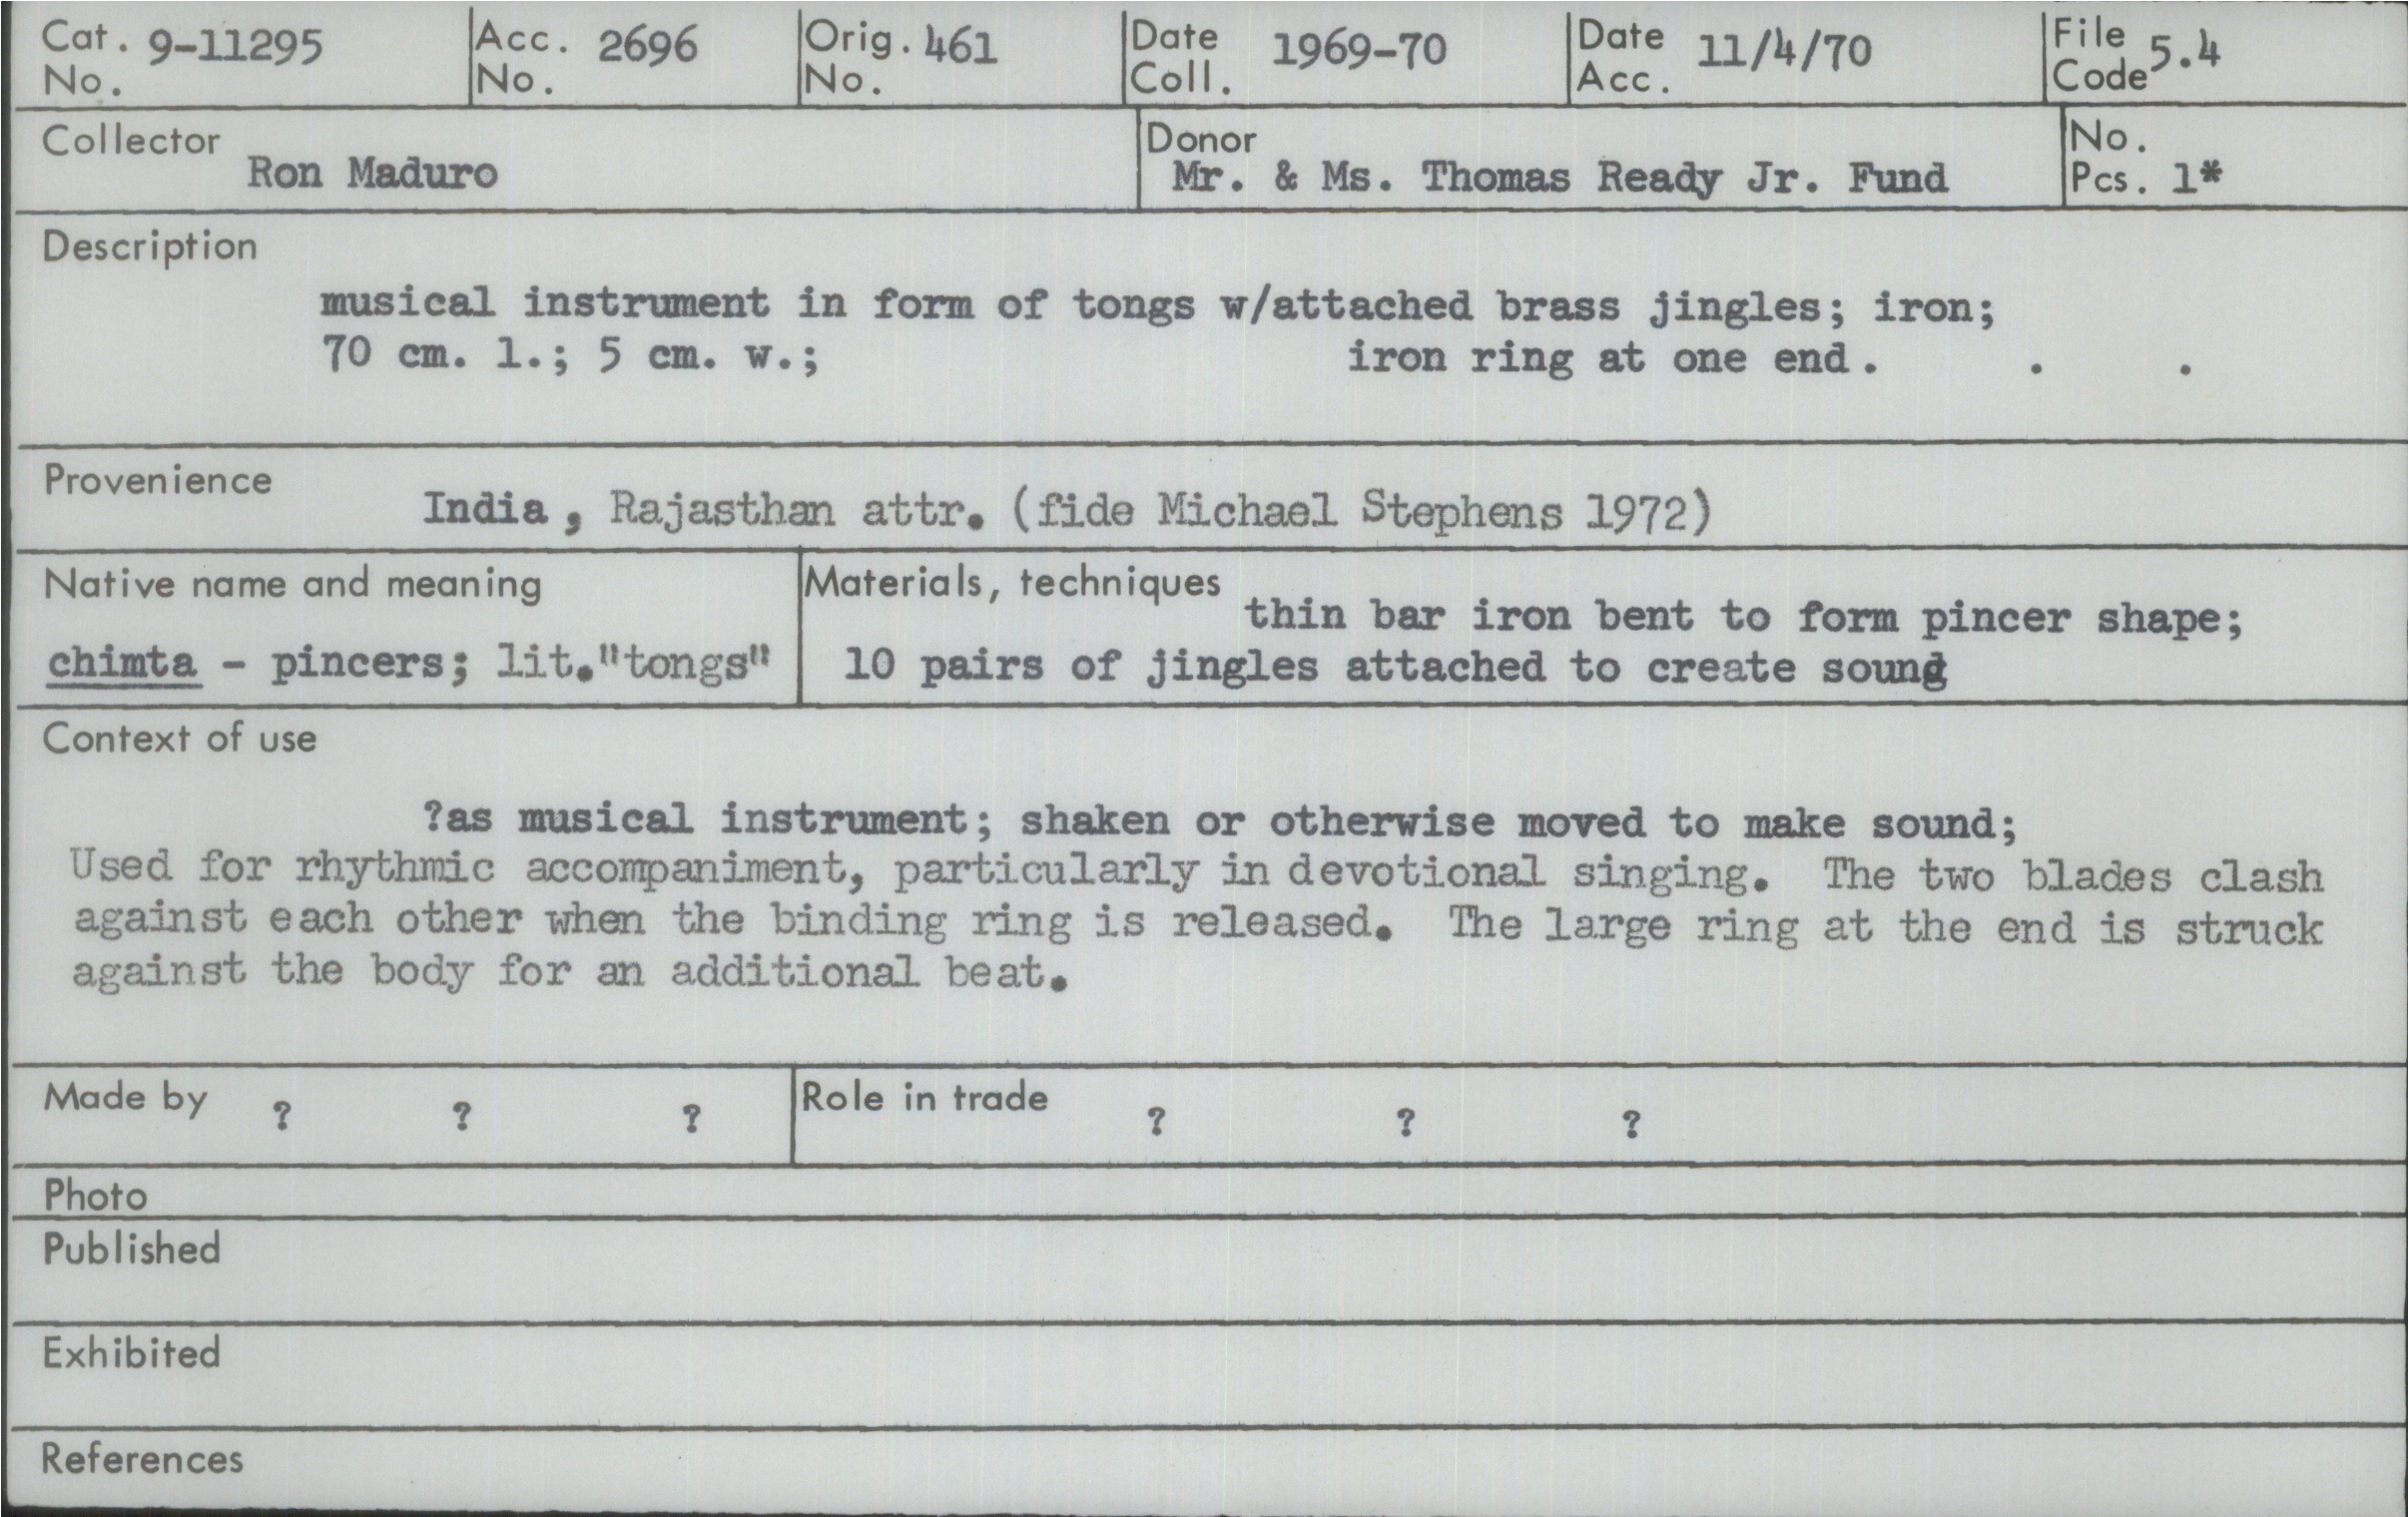 Cat. No. 9-11295 Acc. No. 2696 Orig. No. 461 Date Coll. 1969-70 Date Acc. 11/4/70 File Code 5.4
Collector Ron Maduro Donor Mr. & Ms. Thomas Ready Jr. Fund No. Pcs. 1*
Description
musical instrument in form of tongs w/attached brass jingles; iron;
70 cm. l.; 5 cm. w.; iron ring at one end. . .
Provenience India, Rajasthan attr. (fide Michael Stephens 1972)
Native name and meaning
chimta - pincers; lit."tongs"
Materials, techniques thin bar iron bent to form pincer shape;
10 pairs of jingles attached to create sound
Context of use
?as musical instrument; shaken or otherwise moved to make sound;
Used for rhythmic accompaniment, particularly in devotional singing. The two blades clash
against each other when the binding ring is released. The large ring at the end is struck
against the body for an additional beat.
Made by ? ? ? Role in trade ? ? ?
Photo
Published
Exhibited
References